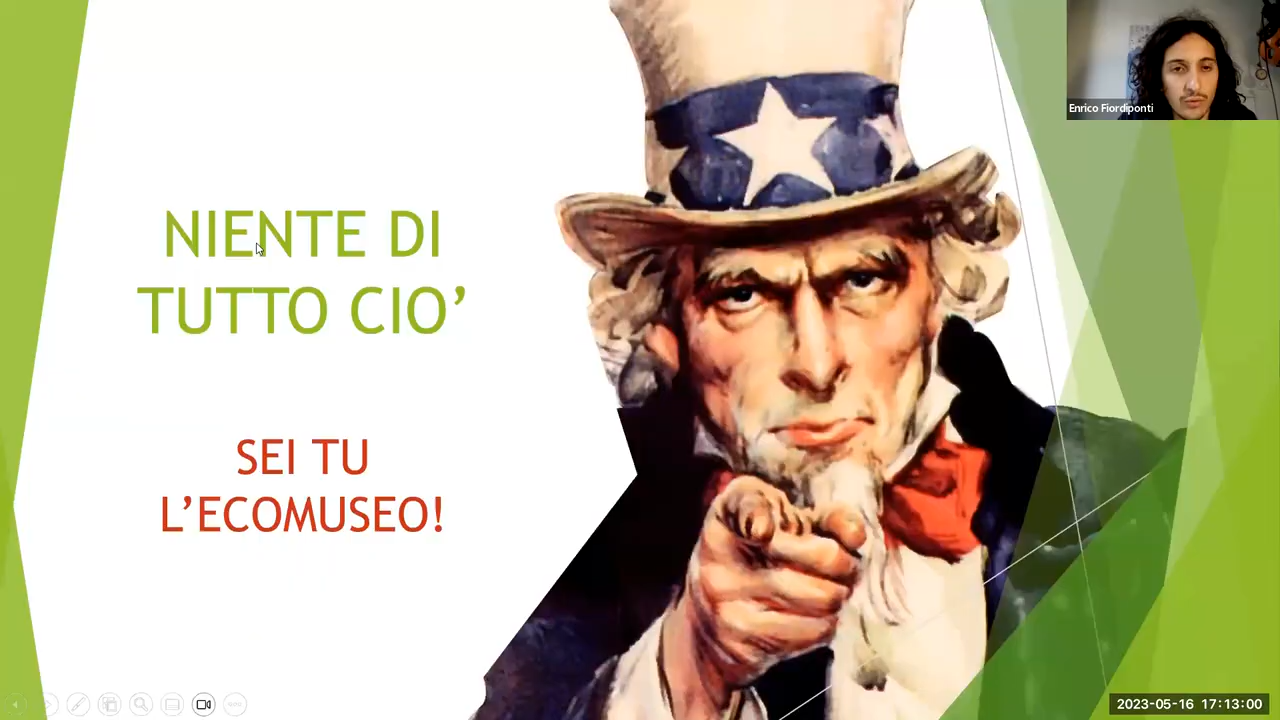 Enrico Fiordiponti
NIENTE DI
TUTTO CIO’
SEI TU
L’ECOMUSEO!
2023-05-16 17:13:00